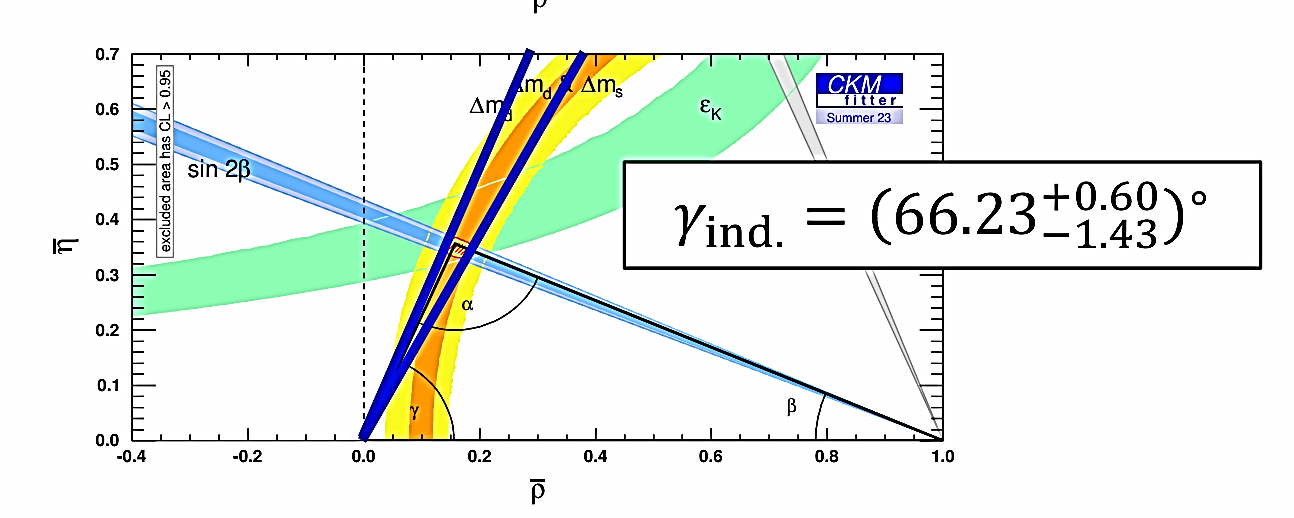 ρ
0.7
0.6
0.5
0.4
0.3
0.2
0.1
0.0
η̅
excluded area has CL > 0.95
Δm_d
Δm_d & Δm_s
ε_K
CKM
fitter
Summer 23
sin 2β
γ_ind. = (66.23 +0.60 −1.43)°
α
γ
β
-0.4 -0.2 0.0 0.2 0.4 0.6 0.8 1.0
ρ̅